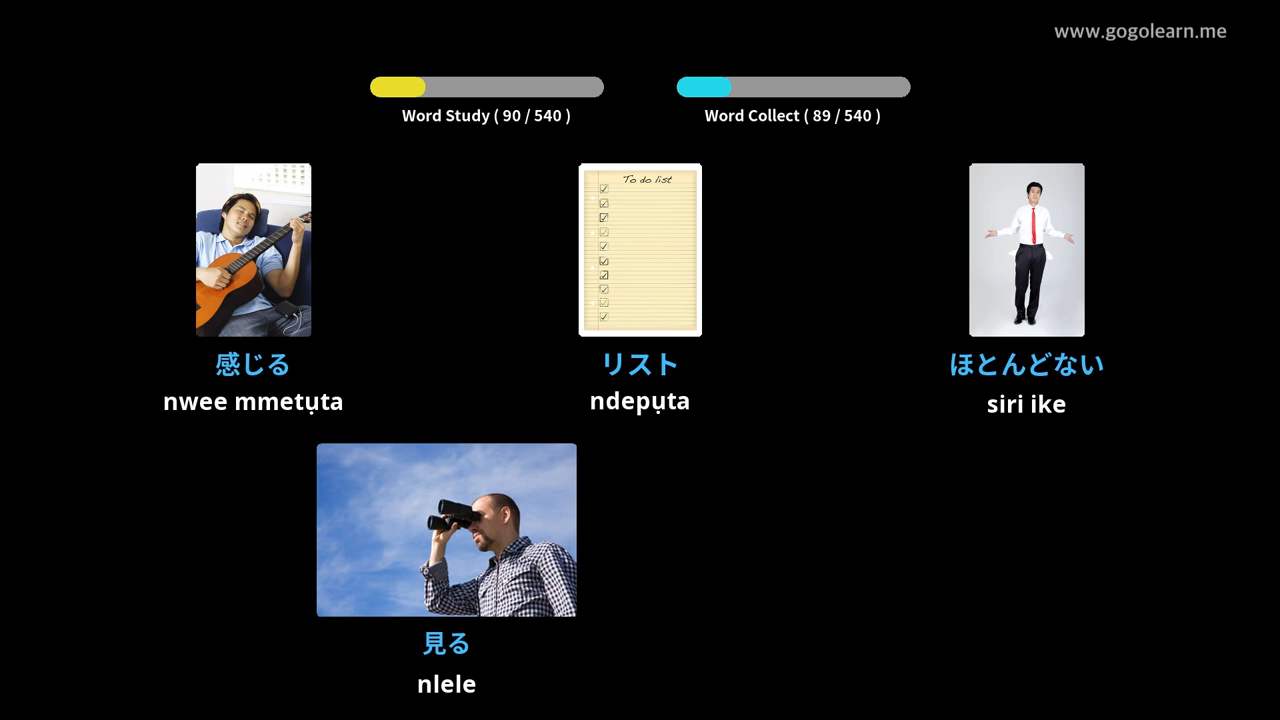 www.gogolearn.me
Word Study ( 90 / 540 )
Word Collect ( 89 / 540 )
To do list
感じる
nwee mmetụta
リスト
ndepụta
ほとんどない
siri ike
見る
nlele